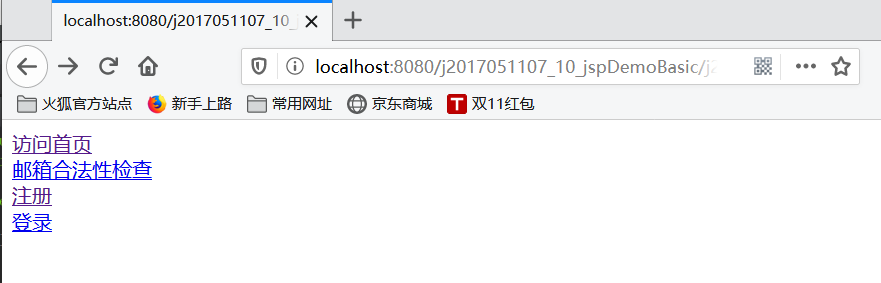 localhost:8080/j2017051107_10_j
localhost:8080/j2017051107_10_jspDemoBasic/j2
火狐官方站点 新手上路 常用网址 京东商城 T 双11红包
访问首页
邮箱合法性检查
注册
登录